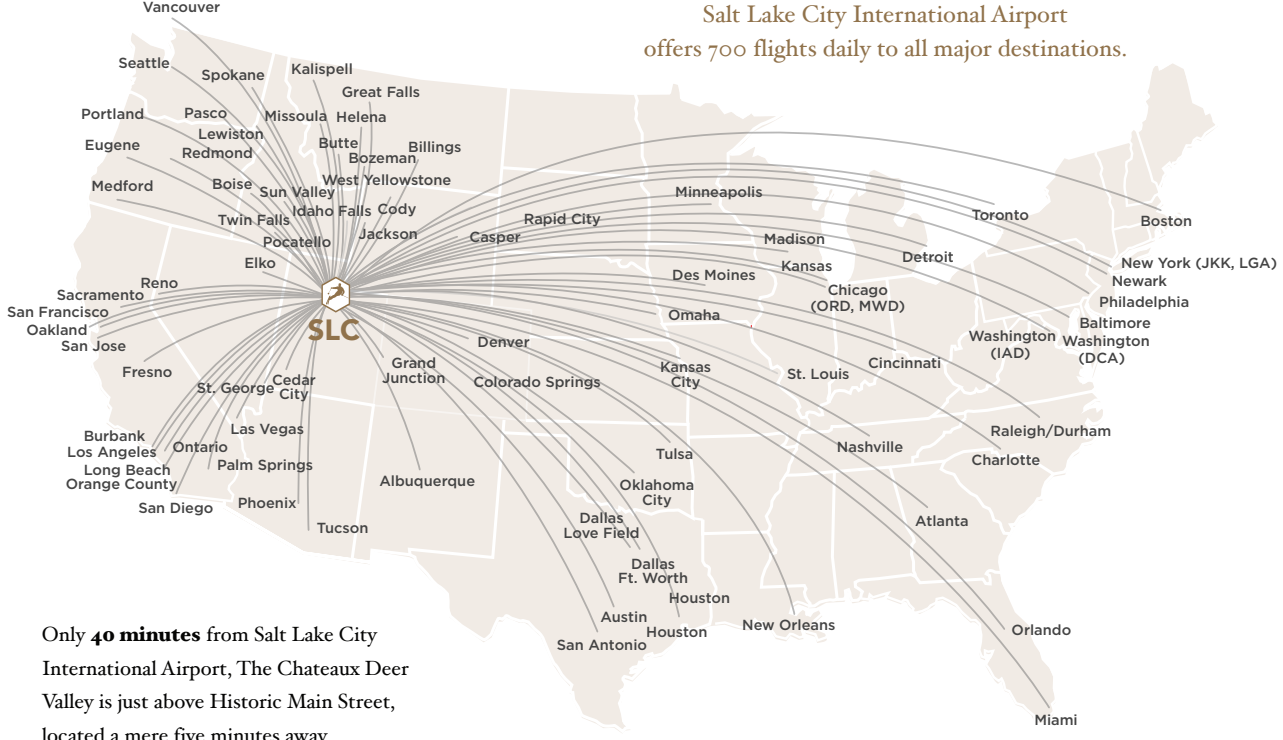 Vancouver
Salt Lake City International Airport
offers 700 flights daily to all major destinations.
Seattle
Spokane
Kalispell
Great Falls
Portland
Pasco
Missoula
Helena
Lewiston
Eugene
Redmond
Butte
Billings
Bozeman
Medford
Boise
Sun Valley
West Yellowstone
Minneapolis
Twin Falls
Idaho Falls
Cody
Rapid City
Toronto
Boston
Pocatello
Jackson
Casper
Madison
Elko
Detroit
New York (JKK, LGA)
Reno
Des Moines
Kansas
Newark
Sacramento
Chicago
(ORD, MWD)
Philadelphia
San Francisco
Omaha
Baltimore
Oakland
SLC
Washington
(IAD)
Washington
(DCA)
San Jose
Denver
Fresno
Grand
Junction
Kansas
City
St. Louis
Cincinnati
St. George
Cedar
City
Colorado Springs
Las Vegas
Raleigh/Durham
Burbank
Los Angeles
Ontario
Nashville
Charlotte
Long Beach
Palm Springs
Tulsa
Orange County
Albuquerque
Oklahoma
City
San Diego
Phoenix
Atlanta
Tucson
Dallas
Love Field
Dallas
Ft. Worth
Houston
Austin
Houston
New Orleans
Orlando
San Antonio
Miami
Only 40 minutes from Salt Lake City
International Airport, The Chateaux Deer
Valley is just above Historic Main Street,
located a mere five minutes away